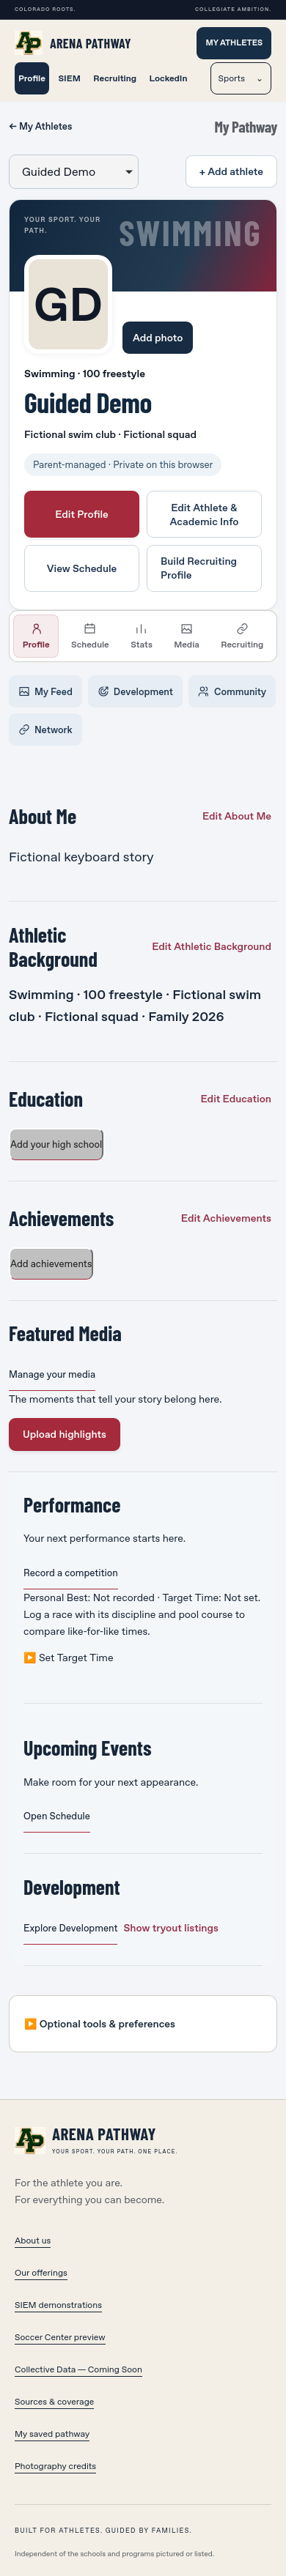 COLORADO ROOTS.
COLLEGIATE AMBITION.
AP ARENA PATHWAY
MY ATHLETES
Profile SIEM Recruiting LockedIn Sports
← My Athletes
My Pathway
Guided Demo
+ Add athlete
YOUR SPORT. YOUR
PATH.
SWIMMING
GD
Add photo
Swimming · 100 freestyle
Guided Demo
Fictional swim club · Fictional squad
Parent-managed · Private on this browser
Edit Profile
Edit Athlete &
Academic Info
View Schedule
Build Recruiting
Profile
Profile Schedule Stats Media Recruiting
My Feed Development Community
Network
About Me
Edit About Me
Fictional keyboard story
Athletic
Background
Edit Athletic Background
Swimming · 100 freestyle · Fictional swim
club · Fictional squad · Family 2026
Education
Edit Education
Add your high school
Achievements
Edit Achievements
Add achievements
Featured Media
Manage your media
The moments that tell your story belong here.
Upload highlights
Performance
Your next performance starts here.
Record a competition
Personal Best: Not recorded · Target Time: Not set.
Log a race with its discipline and pool course to
compare like-for-like times.
Set Target Time
Upcoming Events
Make room for your next appearance.
Open Schedule
Development
Explore Development Show tryout listings
Optional tools & preferences
AP ARENA PATHWAY
YOUR SPORT. YOUR PATH. ONE PLACE.
For the athlete you are.
For everything you can become.
About us
Our offerings
SIEM demonstrations
Soccer Center preview
Collective Data — Coming Soon
Sources & coverage
My saved pathway
Photography credits
BUILT FOR ATHLETES. GUIDED BY FAMILIES.
Independent of the schools and programs pictured or listed.